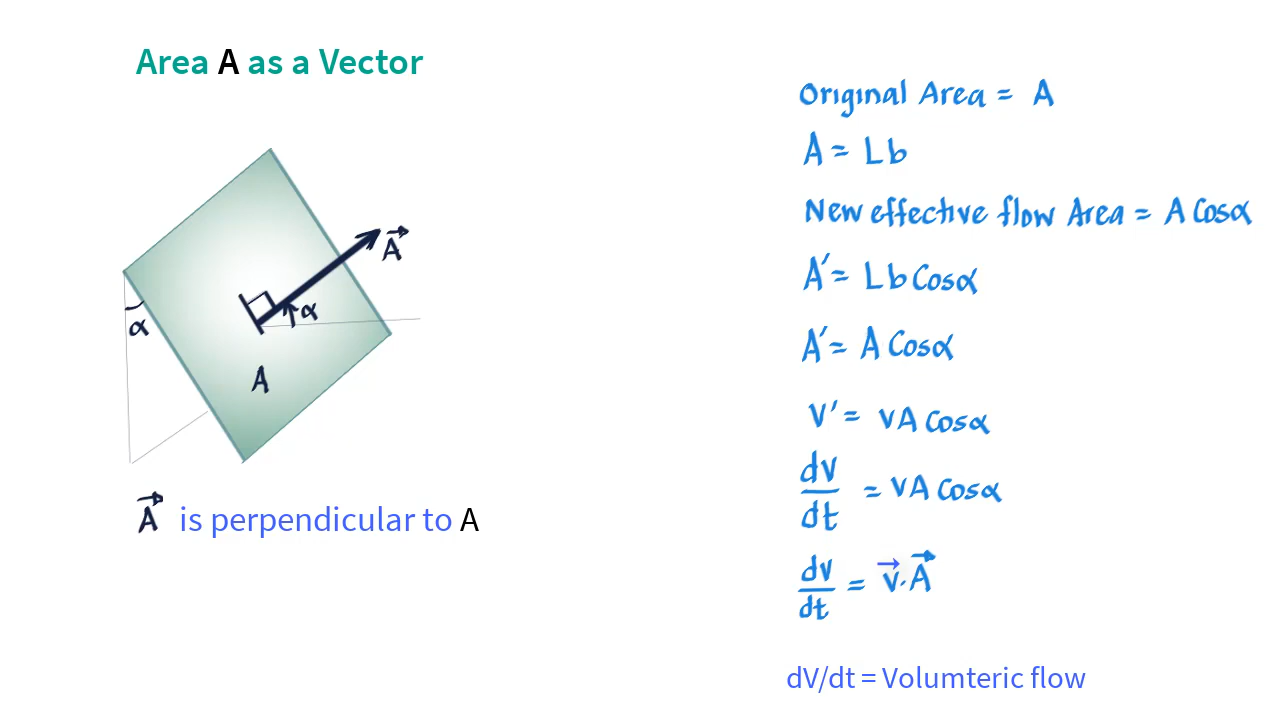 Area A as a Vector
A⃗
α
α
A
A⃗ is perpendicular to A
Original Area = A
A = Lb
New effective flow Area = A Cosα
A′ = Lb Cosα
A′ = A Cosα
V′ = vA Cosα
dV/dt = vA Cosα
dv/dt = v⃗.A⃗
dV/dt = Volumteric flow